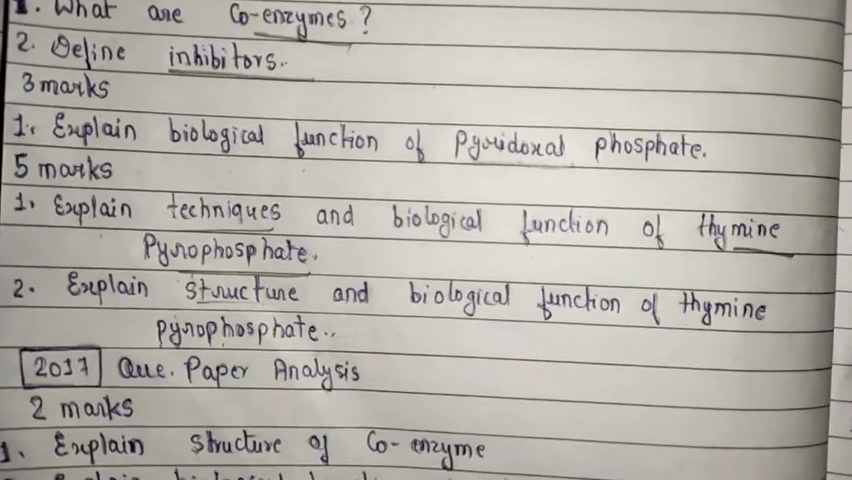 1. What are Co-enzymes?
2. Define inhibitors..
3 marks
1. Explain biological function of Pyridoxal phosphate.
5 marks
1. Explain techniques and biological function of thymine
Pyrophosphate.
2. Explain structure and biological function of thymine
pyrophosphate..
2017 Que. Paper Analysis
2 marks
1. Explain structure of Co-enzyme